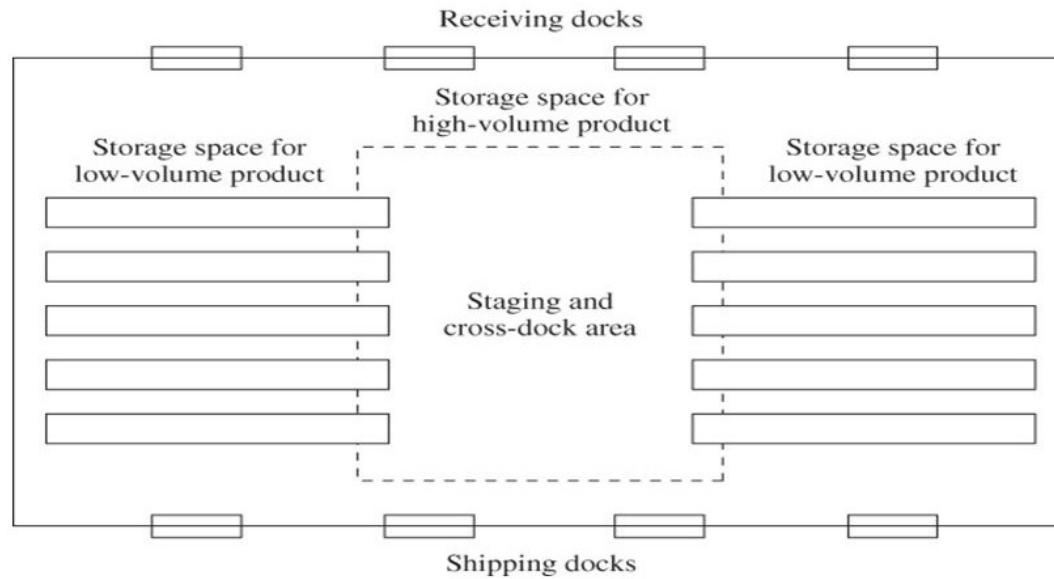 Receiving docks
Storage space for
high-volume product
Storage space for
low-volume product
Storage space for
low-volume product
Staging and
cross-dock area
Shipping docks